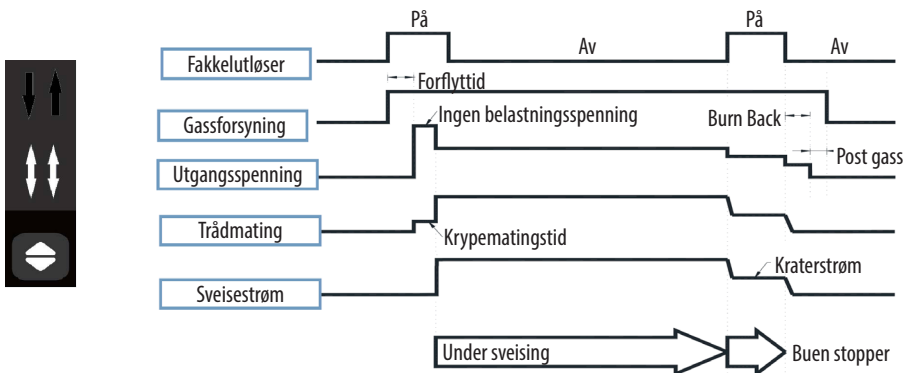 På
På
Av
Av
Fakkelutløser
Forflyttid
Ingen belastningsspenning
Burn Back
Gassforsyning
Post gass
Utgangsspenning
Trådmating
Krypematingstid
Kraterstrøm
Sveisestrøm
Under sveising
Buen stopper